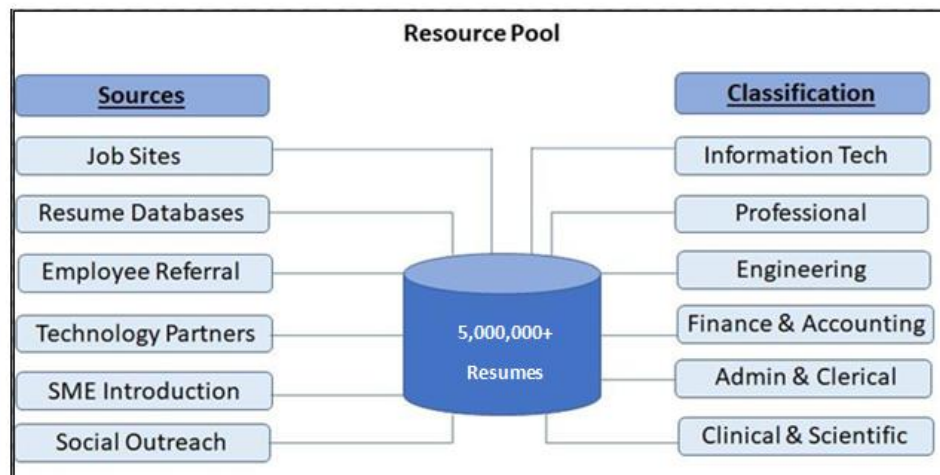 Resource Pool
Sources
Job Sites
Resume Databases
Employee Referral
Technology Partners
SME Introduction
Social Outreach
5,000,000+
Resumes
Classification
Information Tech
Professional
Engineering
Finance & Accounting
Admin & Clerical
Clinical & Scientific